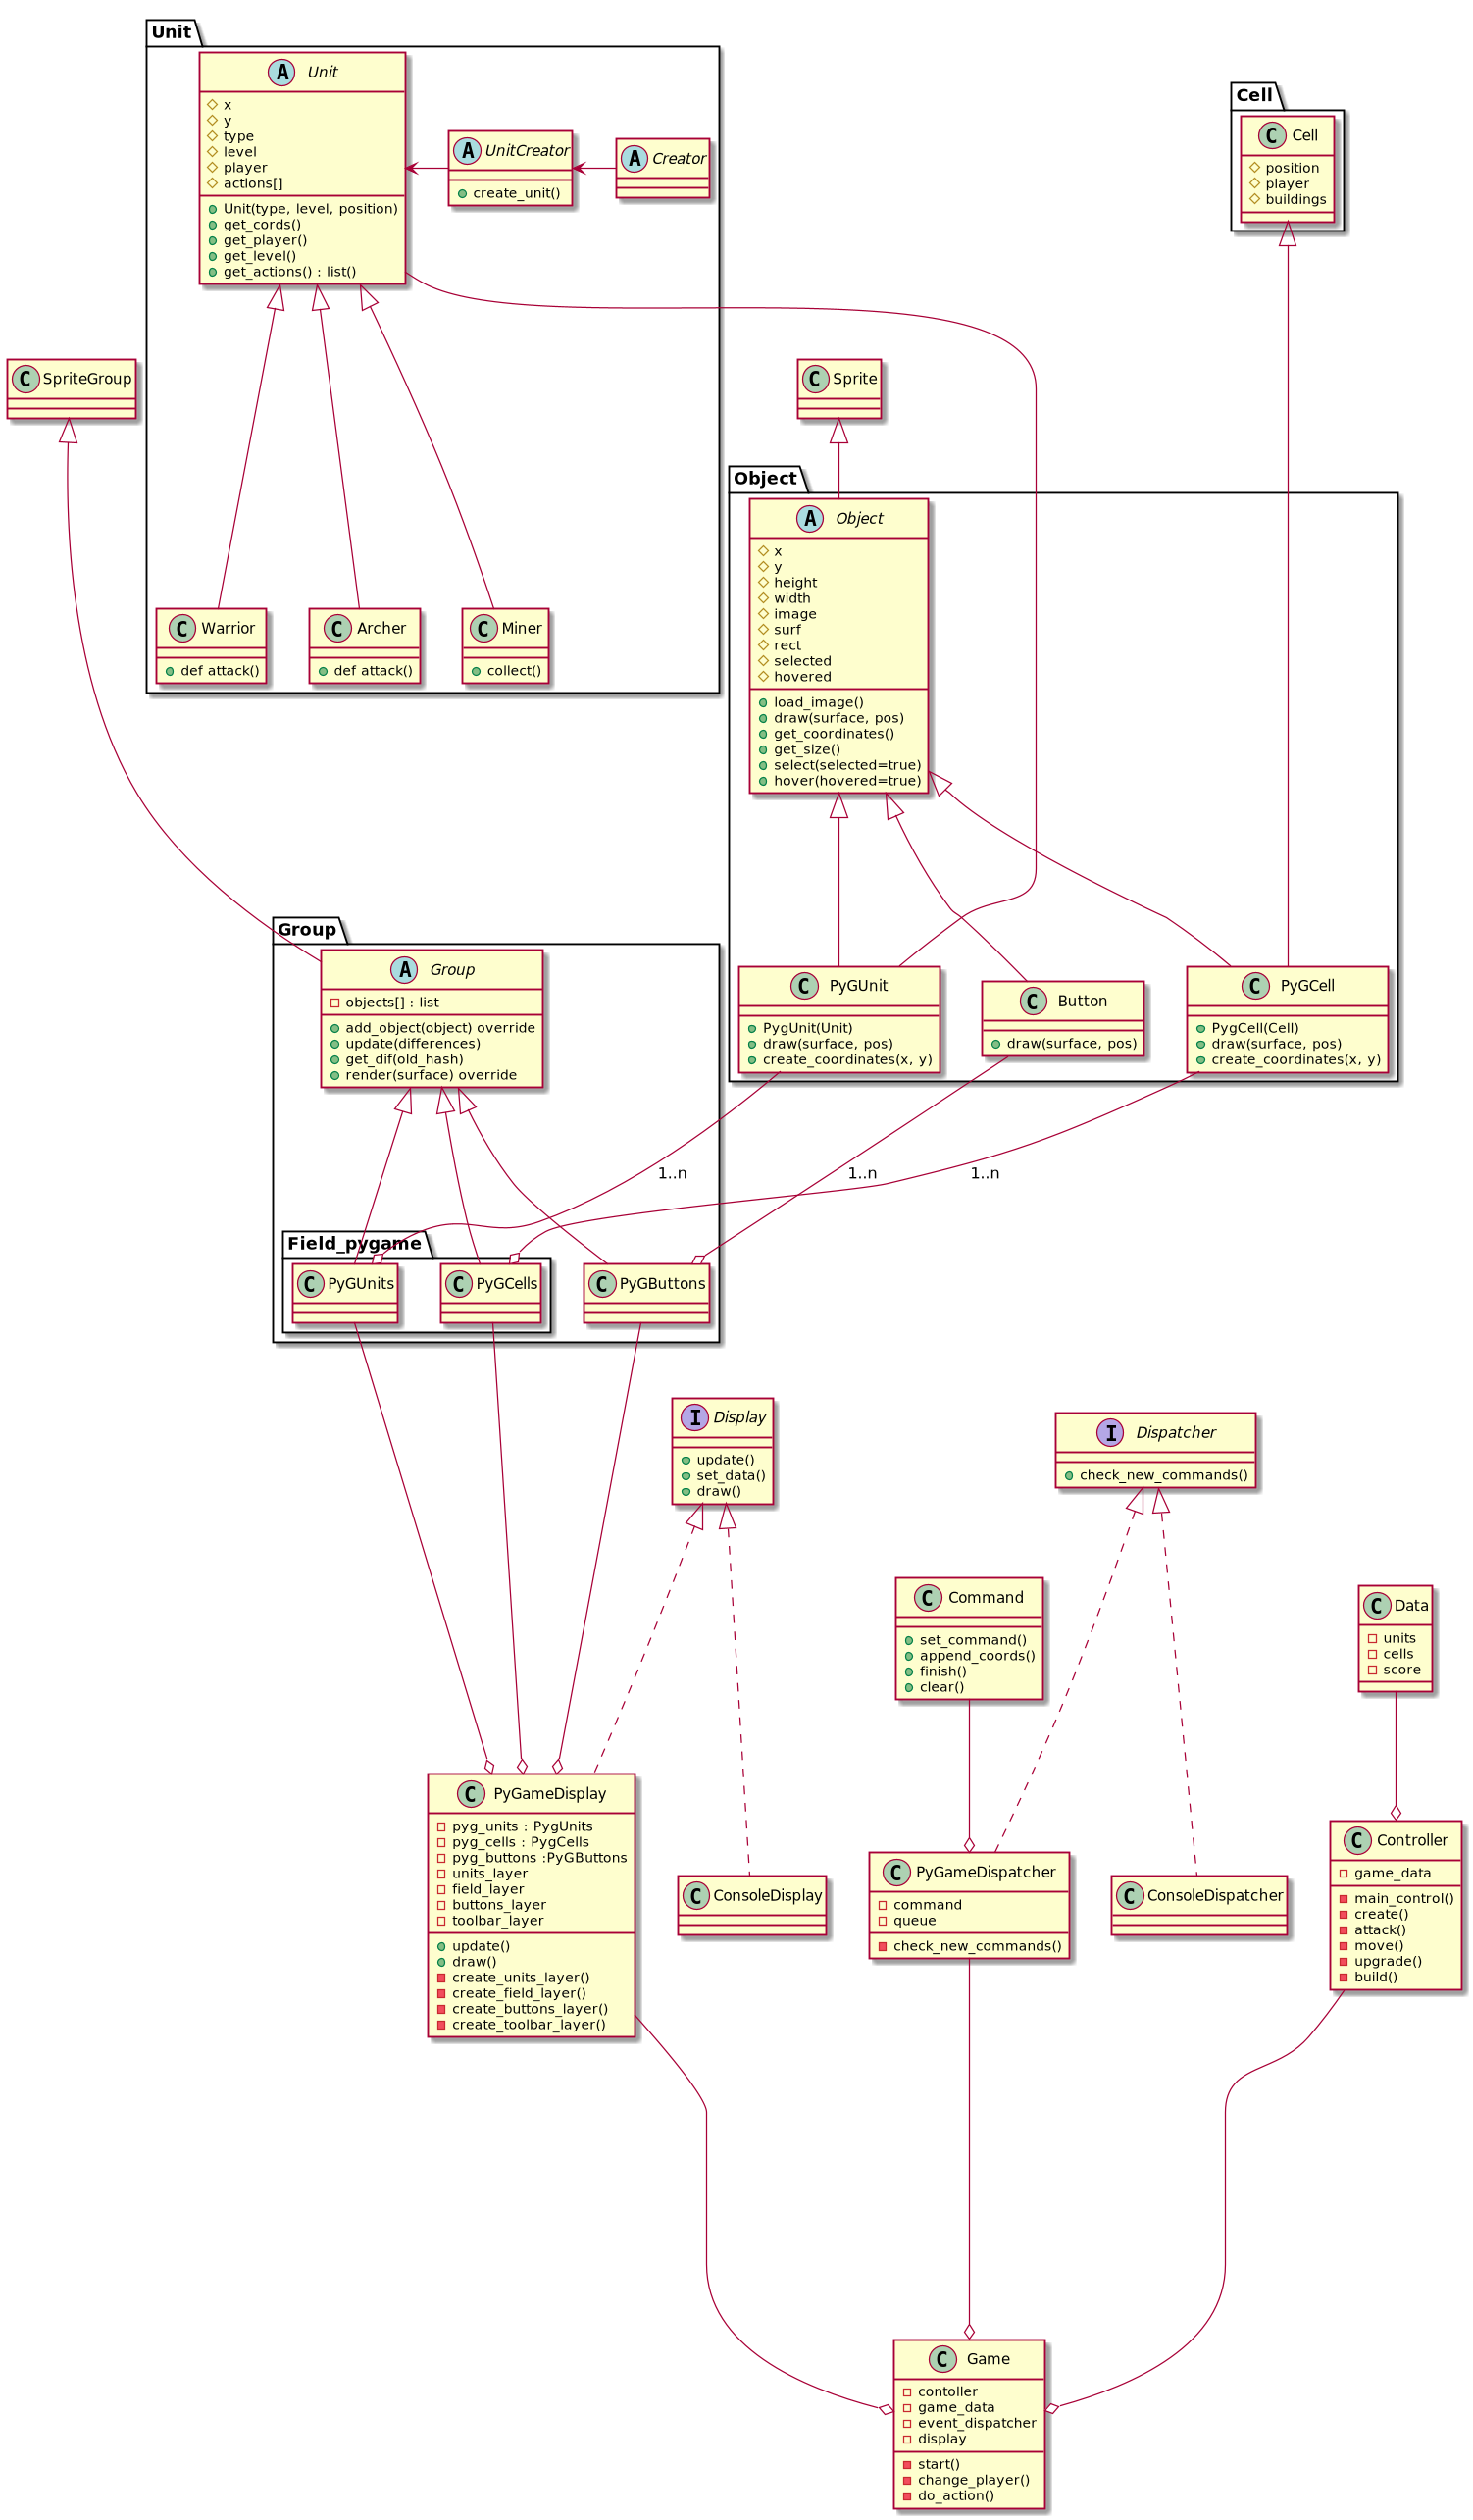 Unit
A Unit
x
y
type
level
player
actions[]
Unit(type, level, position)
get_cords()
get_player()
get_level()
get_actions() : list()
A UnitCreator
create_unit()
A Creator
Cell
C Cell
position
player
buildings
C SpriteGroup
C Sprite
Object
A Object
x
y
height
width
image
surf
rect
selected
hovered
load_image()
draw(surface, pos)
get_coordinates()
get_size()
select(selected=true)
hover(hovered=true)
C Warrior
def attack()
C Archer
def attack()
C Miner
collect()
Group
A Group
objects[] : list
add_object(object) override
update(differences)
get_dif(old_hash)
render(surface) override
C PyGUnit
PygUnit(Unit)
draw(surface, pos)
create_coordinates(x, y)
C Button
draw(surface, pos)
C PyGCell
PygCell(Cell)
draw(surface, pos)
create_coordinates(x, y)
1..n
1..n
1..n
Field_pygame
C PyGUnits
C PyGCells
C PyGButtons
I Display
update()
set_data()
draw()
I Dispatcher
check_new_commands()
C Command
set_command()
append_coords()
finish()
clear()
C Data
units
cells
score
C PyGameDisplay
pyg_units : PygUnits
pyg_cells : PygCells
pyg_buttons :PyGButtons
units_layer
field_layer
buttons_layer
toolbar_layer
update()
draw()
create_units_layer()
create_field_layer()
create_buttons_layer()
create_toolbar_layer()
C ConsoleDisplay
C PyGameDispatcher
command
queue
check_new_commands()
C ConsoleDispatcher
C Controller
game_data
main_control()
create()
attack()
move()
upgrade()
build()
C Game
contoller
game_data
event_dispatcher
display
start()
change_player()
do_action()